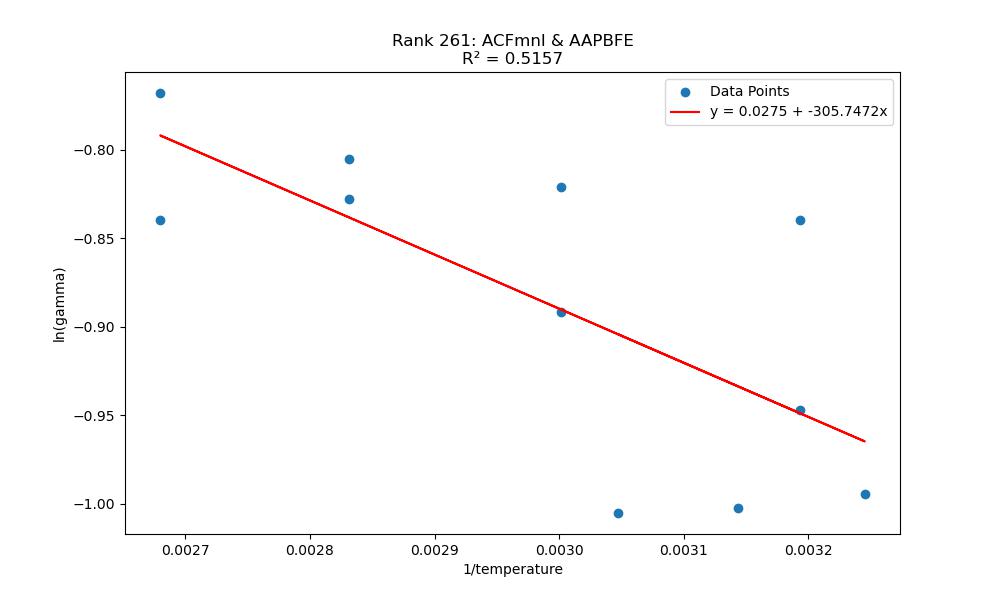 Rank 261: ACFmnl & AAPBFE
R² = 0.5157
Data Points
y = 0.0275 + -305.7472x
ln(gamma)
−0.80
−0.85
−0.90
−0.95
−1.00
0.0027
0.0028
0.0029
0.0030
0.0031
0.0032
1/temperature